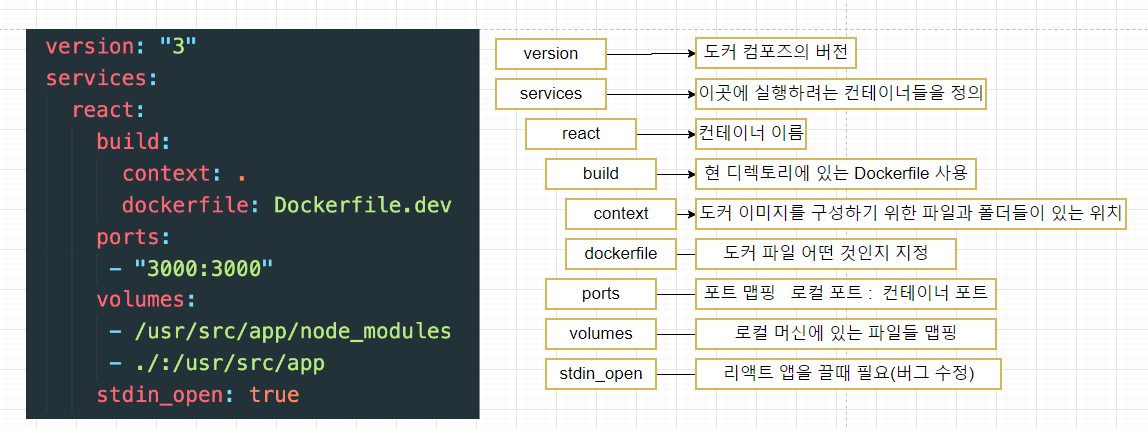 version: "3"
services:
react:
build:
context: .
dockerfile: Dockerfile.dev
ports:
- "3000:3000"
volumes:
- /usr/src/app/node_modules
- ./:/usr/src/app
stdin_open: true
version 도커 컴포즈의 버전
services 이곳에 실행하려는 컨테이너들을 정의
react 컨테이너 이름
build 현 디렉토리에 있는 Dockerfile 사용
context 도커 이미지를 구성하기 위한 파일과 폴더들이 있는 위치
dockerfile 도커 파일 어떤 것인지 지정
ports 포트 맵핑 로컬 포트 : 컨테이너 포트
volumes 로컬 머신에 있는 파일들 맵핑
stdin_open 리액트 앱을 끌때 필요(버그 수정)